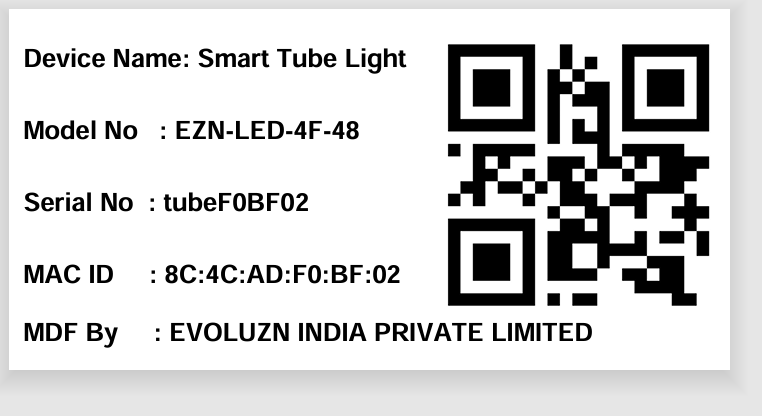 Device Name: Smart Tube Light
Model No : EZN-LED-4F-48
Serial No : tubeF0BF02
MAC ID : 8C:4C:AD:F0:BF:02
MDF By : EVOLUZN INDIA PRIVATE LIMITED